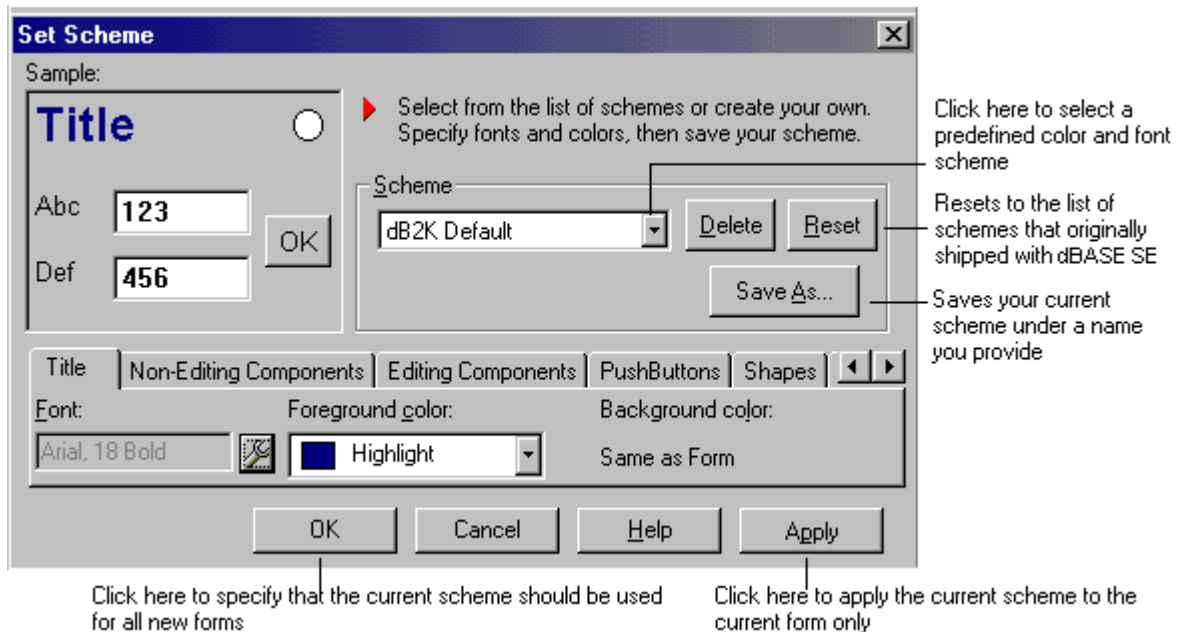 Set Scheme
Sample:
Title
Abc
123
Def
456
OK
Select from the list of schemes or create your own.
Specify fonts and colors, then save your scheme.
Scheme
dB2K Default
Delete
Reset
Save As...
Click here to select a
predefined color and font
scheme
Resets to the list of
schemes that originally
shipped with dBASE SE
Saves your current
scheme under a name
you provide
Title
Non-Editing Components
Editing Components
PushButtons
Shapes
Font:
Foreground color:
Background color:
Arial, 18 Bold
Highlight
Same as Form
OK
Cancel
Help
Apply
Click here to specify that the current scheme should be used
for all new forms
Click here to apply the current scheme to the
current form only